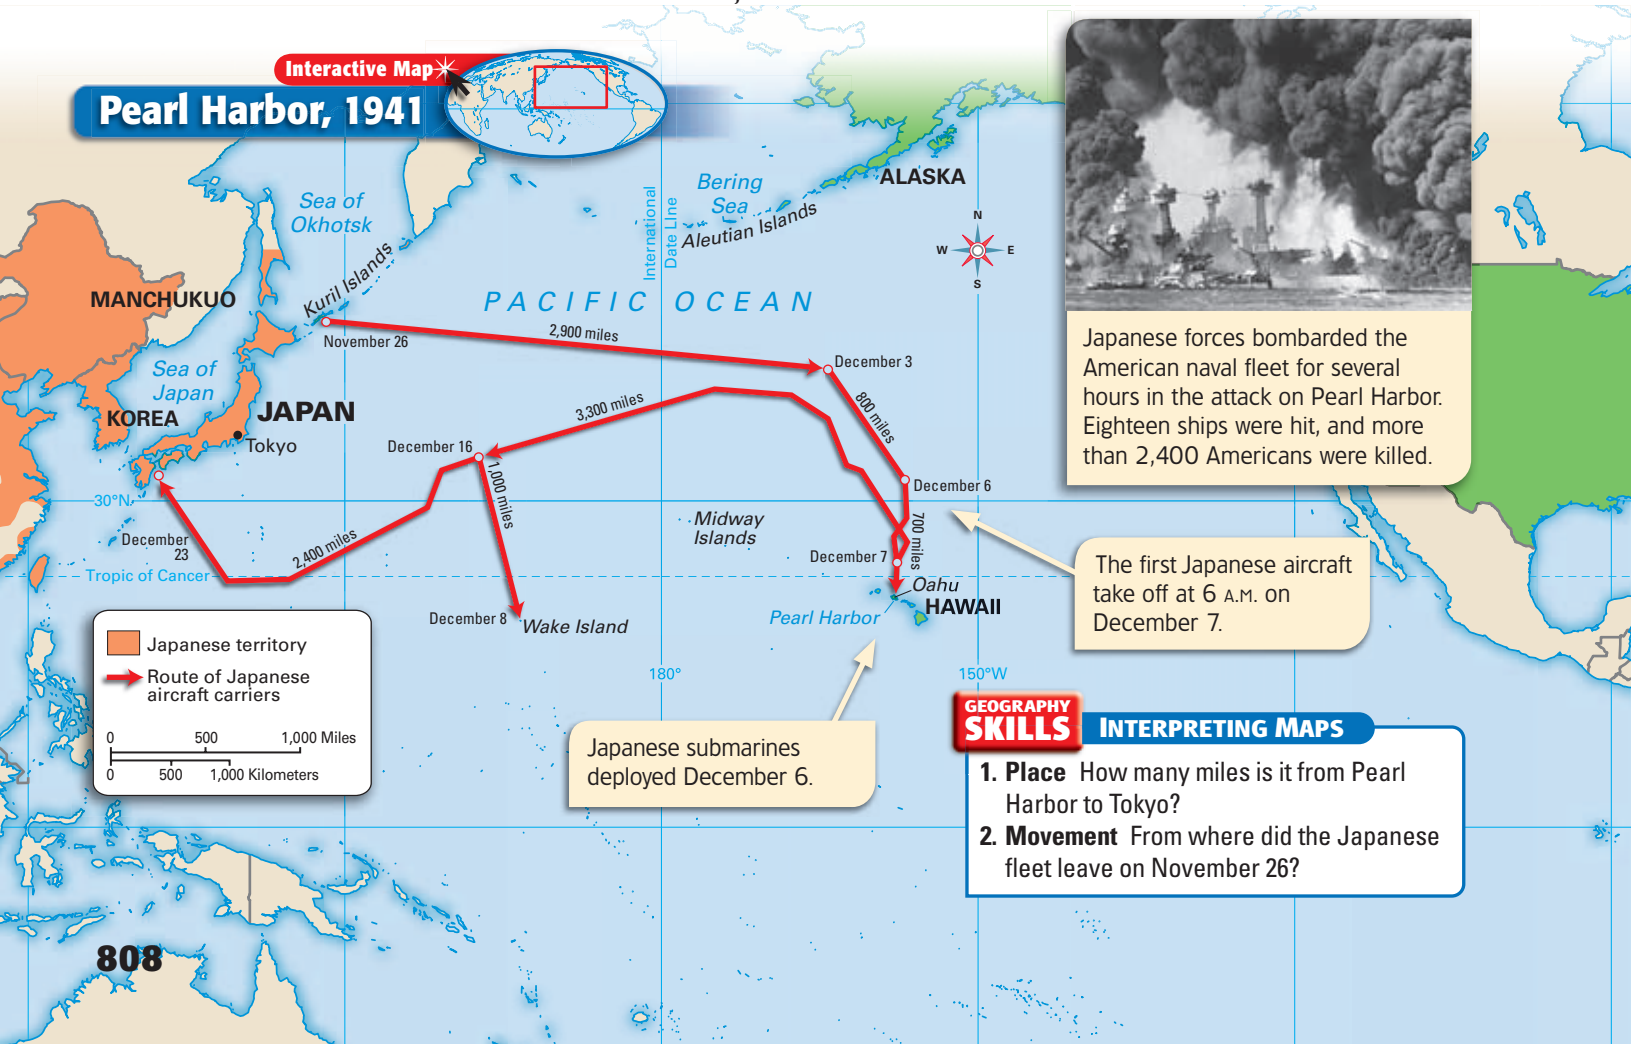 Interactive Map
Pearl Harbor, 1941
Sea of
Okhotsk
Bering
Sea
ALASKA
International
Date LIne
Aleutian Islands
N
W
E
S
Kuril Islands
MANCHUKUO
PACIFIC OCEAN
November 26
2,900 miles
December 3
Sea of
Japan
KOREA
JAPAN
Tokyo
3,300 miles
800 miles
December 16
December 6
1,000 miles
30°N
Midway
Islands
700 miles
December
23
2,400 miles
December 7
Tropic of Cancer
Oahu
HAWAII
Pearl Harbor
December 8
Wake Island
180°
150°W
Japanese forces bombarded the
American naval fleet for several
hours in the attack on Pearl Harbor.
Eighteen ships were hit, and more
than 2,400 Americans were killed.
The first Japanese aircraft
take off at 6 A.M. on
December 7.
Japanese submarines
deployed December 6.
Japanese territory
Route of Japanese
aircraft carriers
0 500 1,000 Miles
0 500 1,000 Kilometers
GEOGRAPHY
SKILLS
INTERPRETING MAPS
1. Place How many miles is it from Pearl
Harbor to Tokyo?
2. Movement From where did the Japanese
fleet leave on November 26?
808